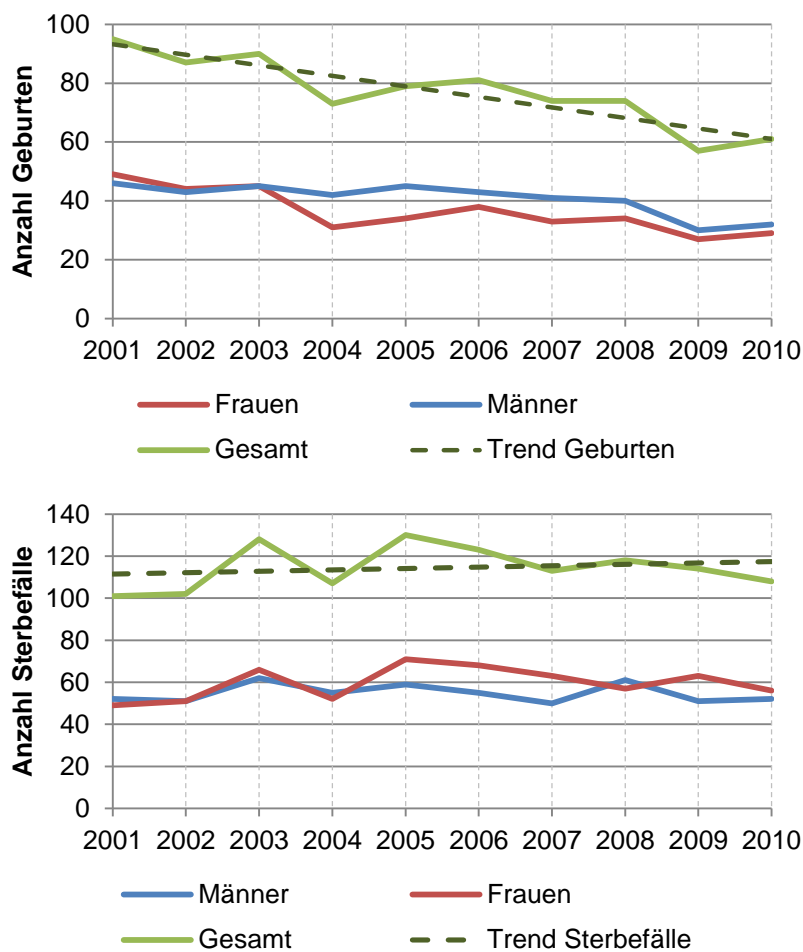 Anzahl Geburten
100
80
60
40
20
0
2001 2002 2003 2004 2005 2006 2007 2008 2009 2010
Frauen Männer
Gesamt Trend Geburten
Anzahl Sterbefälle
140
120
100
80
60
40
20
0
2001 2002 2003 2004 2005 2006 2007 2008 2009 2010
Männer Frauen
Gesamt Trend Sterbefälle